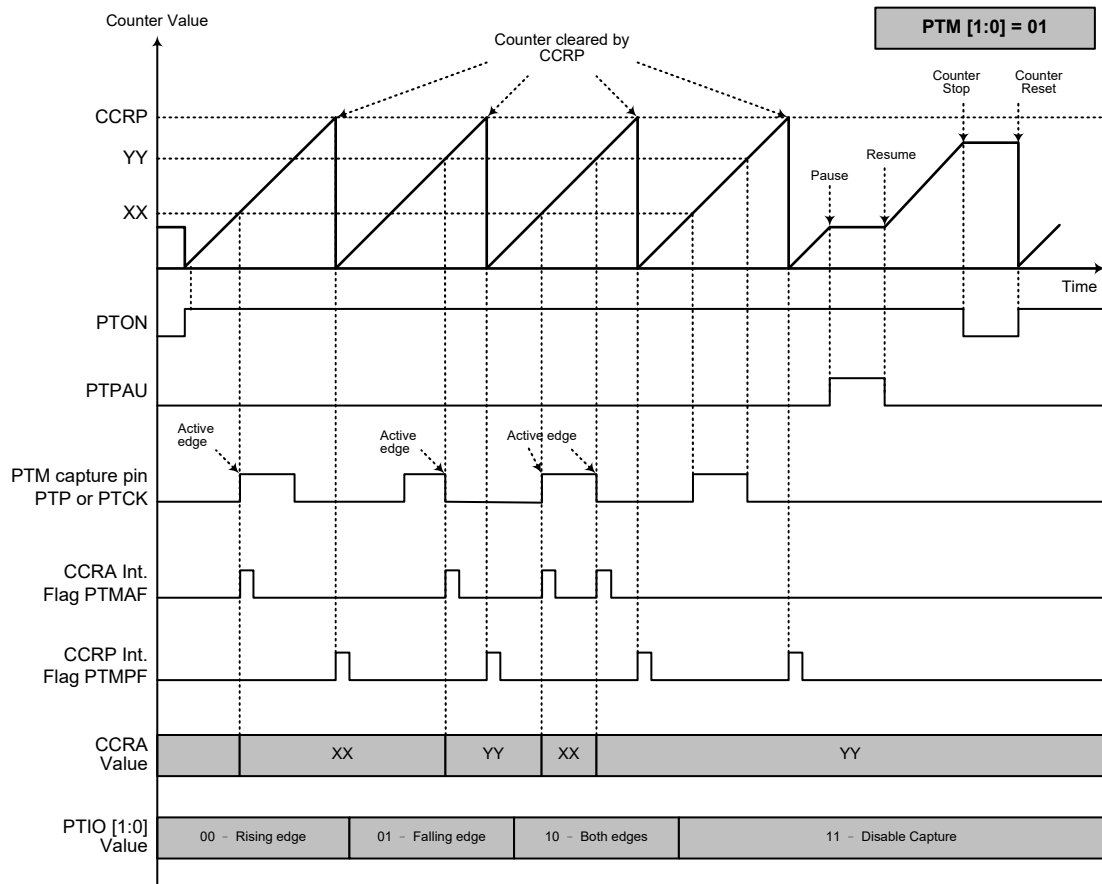 Counter Value
PTM [1:0] = 01
Counter cleared by
CCRP
Counter
Stop
Counter
Reset
CCRP
YY
Resume
Pause
XX
Time
PTON
PTPAU
Active
edge
Active
edge
Active edge
PTM capture pin
PTP or PTCK
CCRA Int.
Flag PTMAF
CCRP Int.
Flag PTMPF
CCRA
Value
XX
YY
XX
YY
PTIO [1:0]
Value
00 - Rising edge
01 - Falling edge
10 - Both edges
11 - Disable Capture